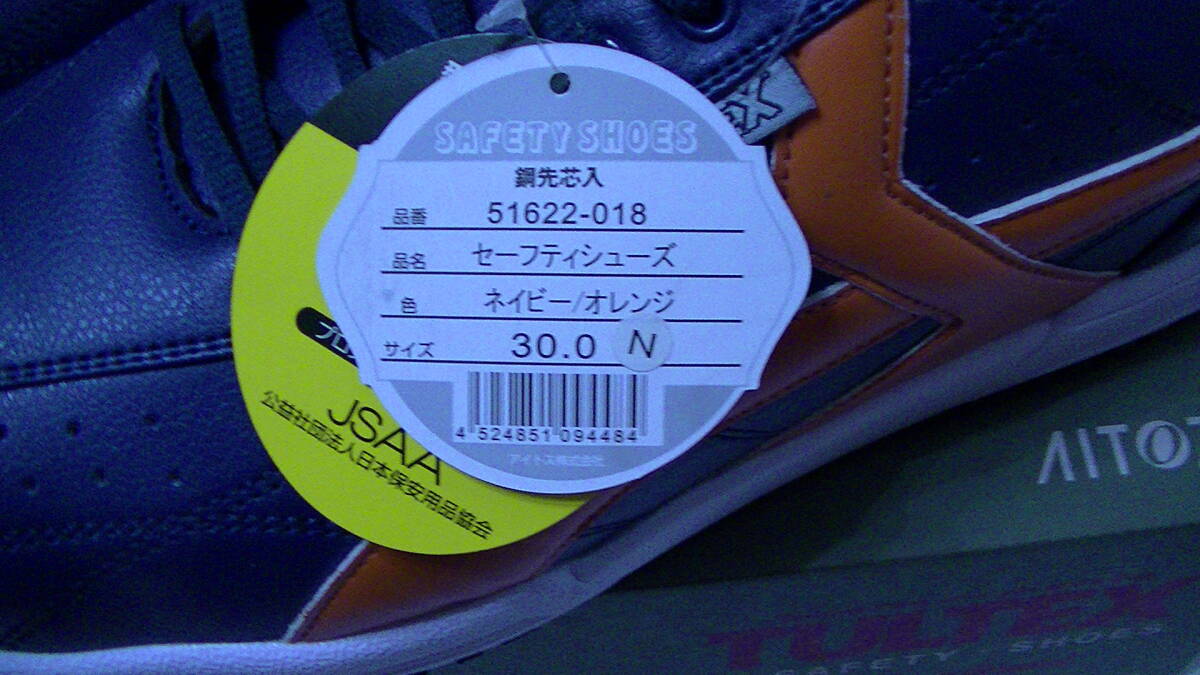 SAFETY SHOES
鋼先芯入
品番 51622-018
品名 セーフティシューズ
色 ネイビー/オレンジ
サイズ 30.0 N
4 524851 094484
アイトス株式会社
JSAA
公益社団法人日本保安用品協会
AITO
TULTEX
SAFETY SHOES